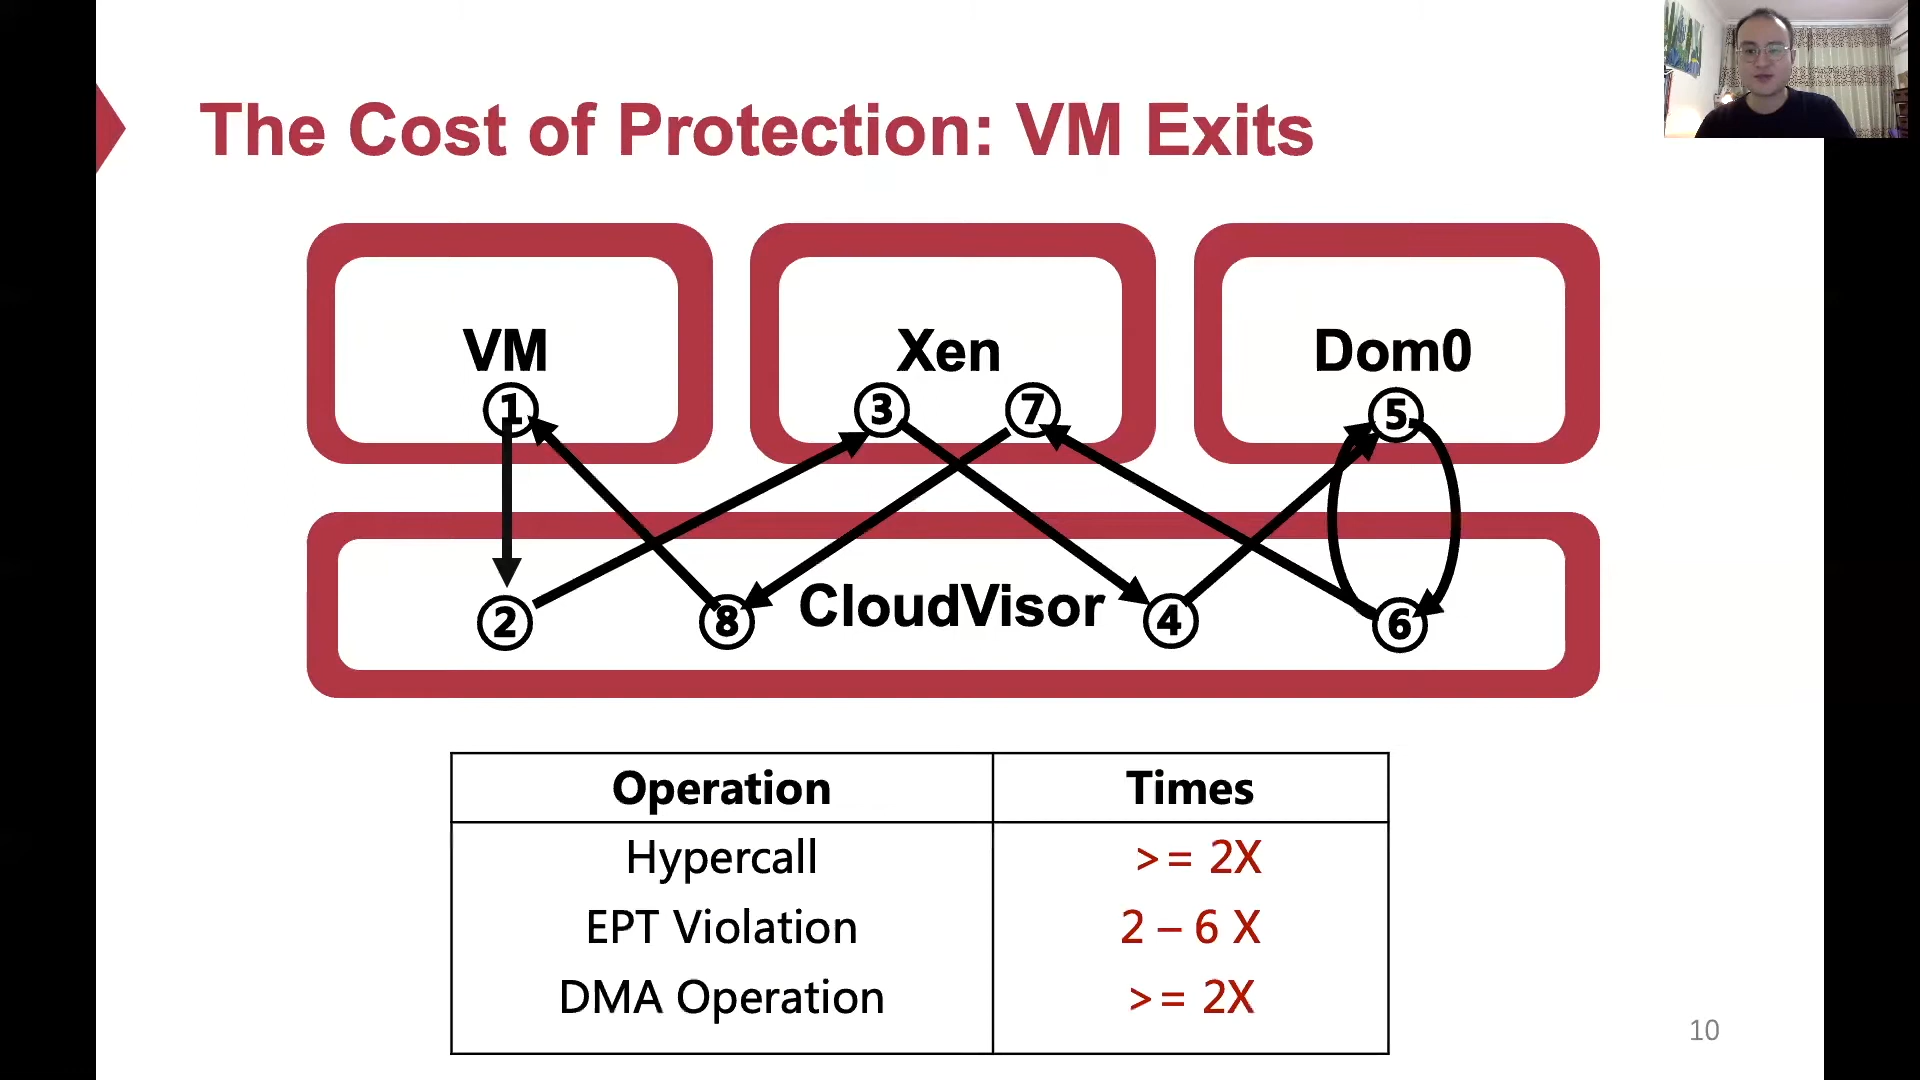 The Cost of Protection: VM Exits
VM
Xen
Dom0
1
3
7
5
2
8
CloudVisor
4
6
Operation
Times
Hypercall
>= 2X
EPT Violation
2 – 6 X
DMA Operation
>= 2X
10